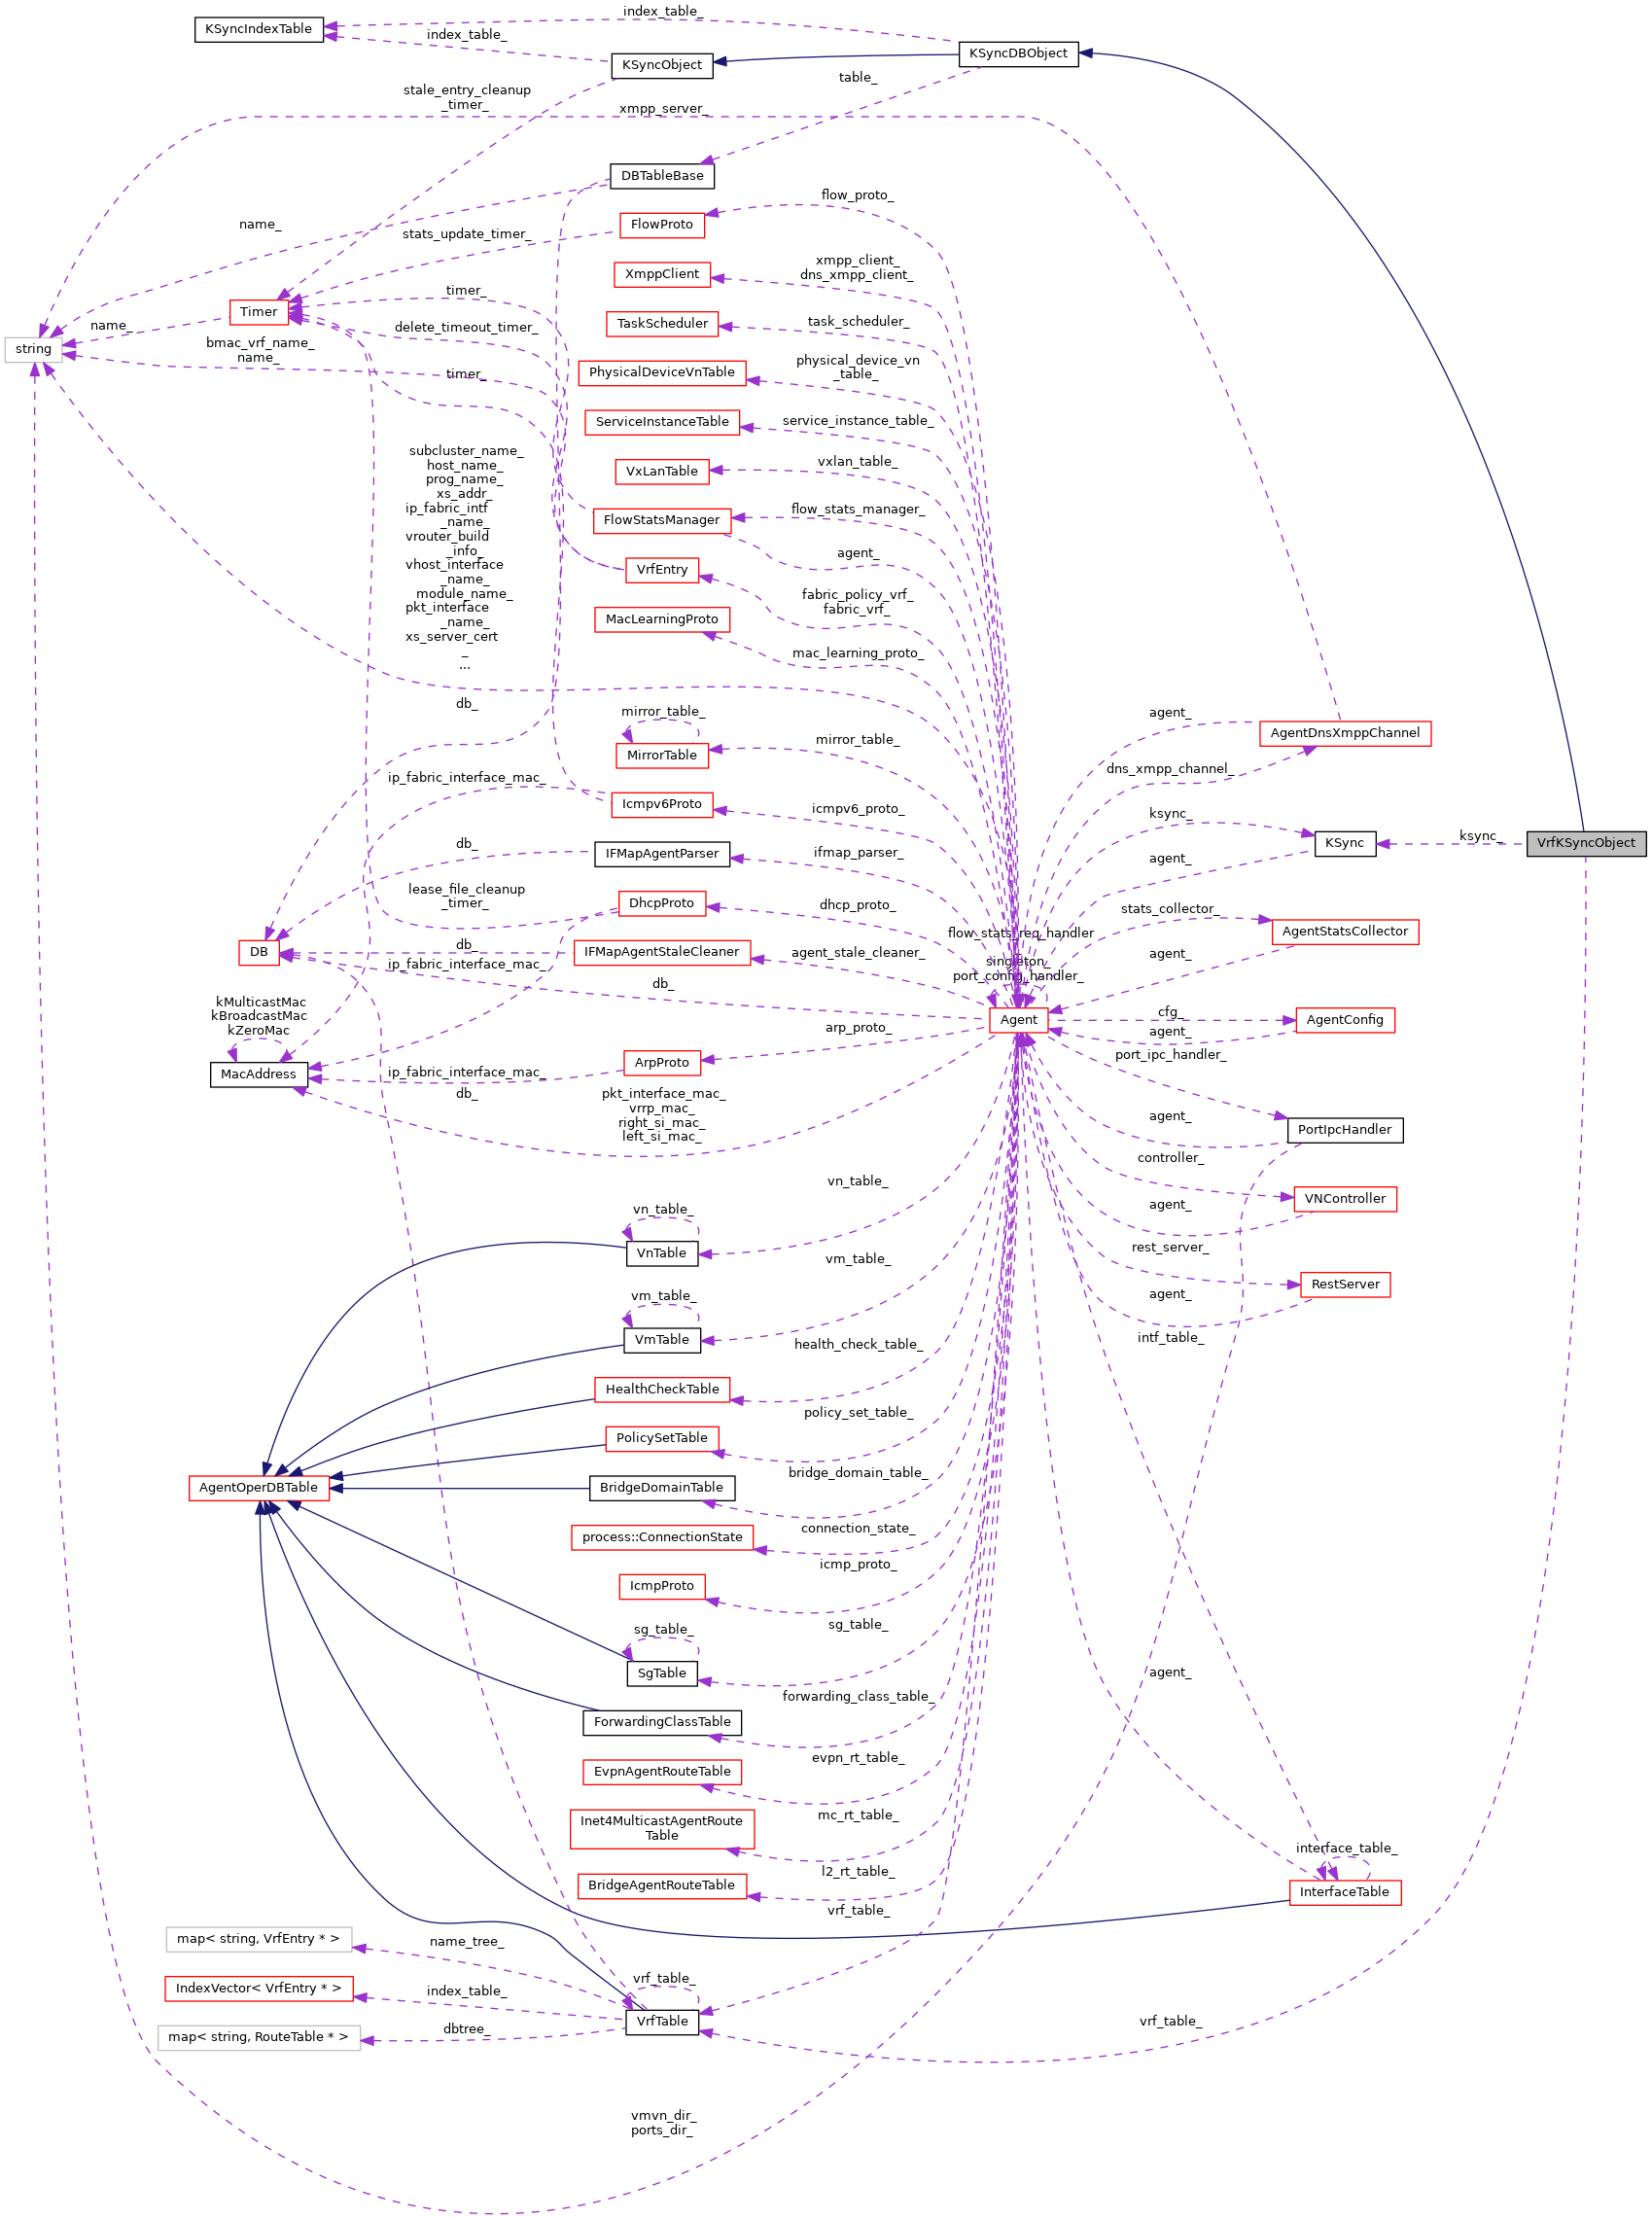 index_table_
KSyncIndexTable
index_table_
KSyncObject
KSyncDBObject
table_
stale_entry_cleanup
_timer_
xmpp_server_
DBTableBase
flow_proto_
name_
FlowProto
stats_update_timer_
xmpp_client_
dns_xmpp_client_
XmppClient
timer_
Timer
name_
delete_timeout_timer_
TaskScheduler
task_scheduler_
string
bmac_vrf_name_
name_
timer_
PhysicalDeviceVnTable
physical_device_vn
_table_
ServiceInstanceTable
service_instance_table_
subcluster_name_
host_name_
prog_name_
xs_addr_
ip_fabric_intf
_name_
vrouter_build
_info_
vhost_interface
_name_
module_name_
pkt_interface
_name_
xs_server_cert
_
...
VxLanTable
vxlan_table_
FlowStatsManager
flow_stats_manager_
agent_
VrfEntry
fabric_policy_vrf_
fabric_vrf_
MacLearningProto
mac_learning_proto_
db_
mirror_table_
MirrorTable
mirror_table_
agent_
AgentDnsXmppChannel
dns_xmpp_channel_
ip_fabric_interface_mac_
Icmpv6Proto
icmpv6_proto_
ksync_
KSync
ksync_
VrfKSyncObject
db_
IFMapAgentParser
ifmap_parser_
agent_
lease_file_cleanup
_timer_
DhcpProto
dhcp_proto_
stats_collector_
AgentStatsCollector
flow_stats_req_handler
DB
db_
IFMapAgentStaleCleaner
agent_stale_cleaner_
agent_
ip_fabric_interface_mac_
singleton_
port_config_handler_
db_
kMulticastMac
kBroadcastMac
kZeroMac
Agent
cfg_
AgentConfig
agent_
arp_proto_
port_ipc_handler_
MacAddress
ip_fabric_interface_mac_
ArpProto
db_
pkt_interface_mac_
vrrp_mac_
right_si_mac_
left_si_mac_
agent_
PortIpcHandler
controller_
vn_table_
vn_table_
VNController
agent_
VnTable
rest_server_
vm_table_
RestServer
agent_
vm_table_
VmTable
intf_table_
health_check_table_
HealthCheckTable
policy_set_table_
PolicySetTable
bridge_domain_table_
AgentOperDBTable
BridgeDomainTable
connection_state_
process::ConnectionState
icmp_proto_
IcmpProto
sg_table_
sg_table_
SgTable
agent_
forwarding_class_table_
ForwardingClassTable
evpn_rt_table_
EvpnAgentRouteTable
mc_rt_table_
Inet4MulticastAgentRoute
Table
interface_table_
l2_rt_table_
BridgeAgentRouteTable
InterfaceTable
vrf_table_
map< string, VrfEntry * >
name_tree_
vrf_table_
IndexVector< VrfEntry * >
index_table_
VrfTable
vrf_table_
map< string, RouteTable * >
dbtree_
vmvn_dir_
ports_dir_